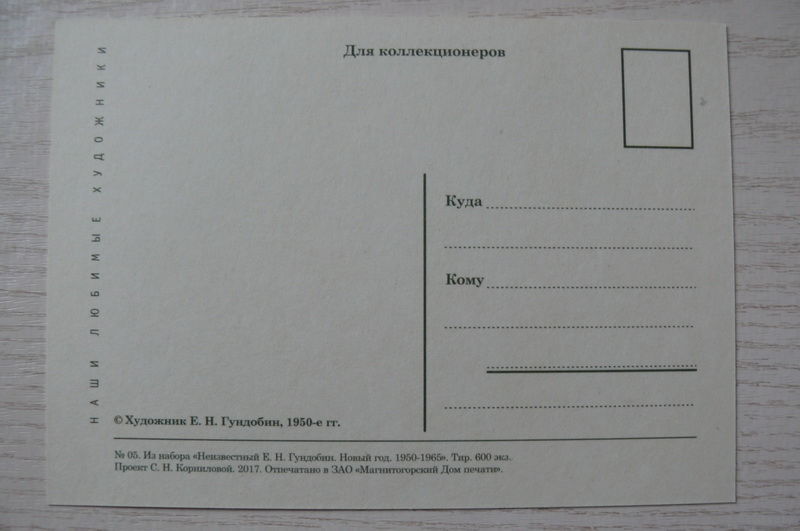 Для коллекционеров
НАШИ ЛЮБИМЫЕ ХУДОЖНИКИ
Куда
Кому
© Художник Е. Н. Гундобин, 1950-е гг.
№ 05. Из набора «Неизвестный Е. Н. Гундобин. Новый год. 1950-1965». Тир. 600 экз.
Проект С. Н. Корниловой. 2017. Отпечатано в ЗАО «Магнитогорский Дом печати».